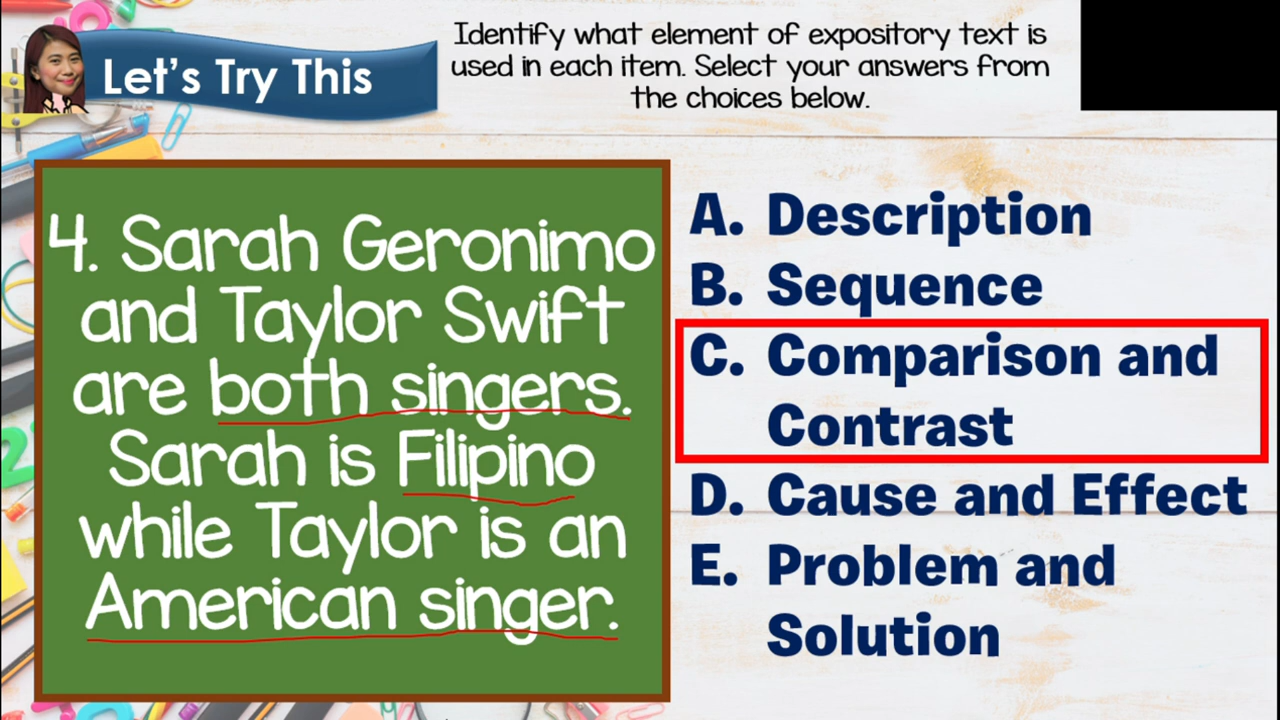 Let's Try This
Identify what element of expository text is
used in each item. Select your answers from
the choices below.
4. Sarah Geronimo
and Taylor Swift
are both singers.
Sarah is Filipino
while Taylor is an
American singer.
A. Description
B. Sequence
C. Comparison and
Contrast
D. Cause and Effect
E. Problem and
Solution